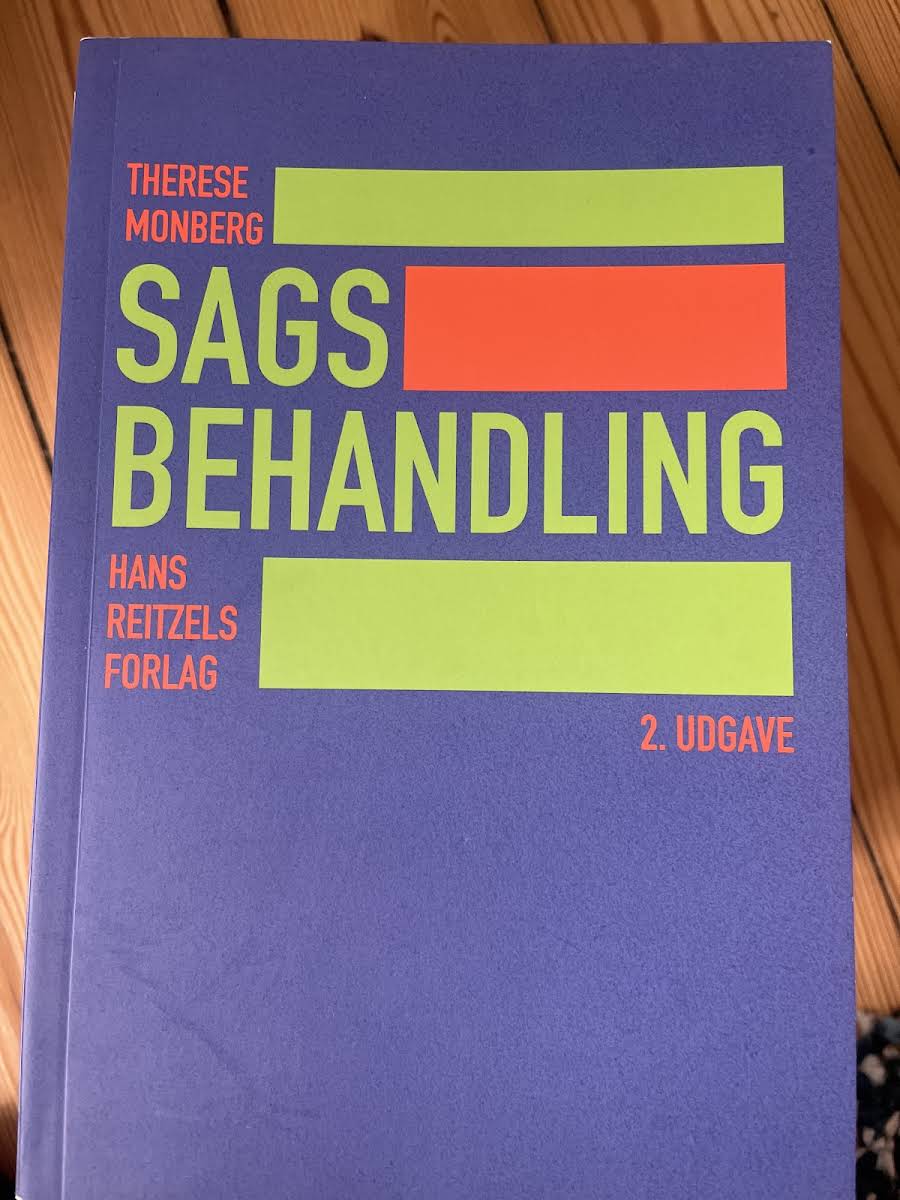 THERESE
MONBERG
SAGS
BEHANDLING
HANS
REITZELS
FORLAG
2. UDGAVE